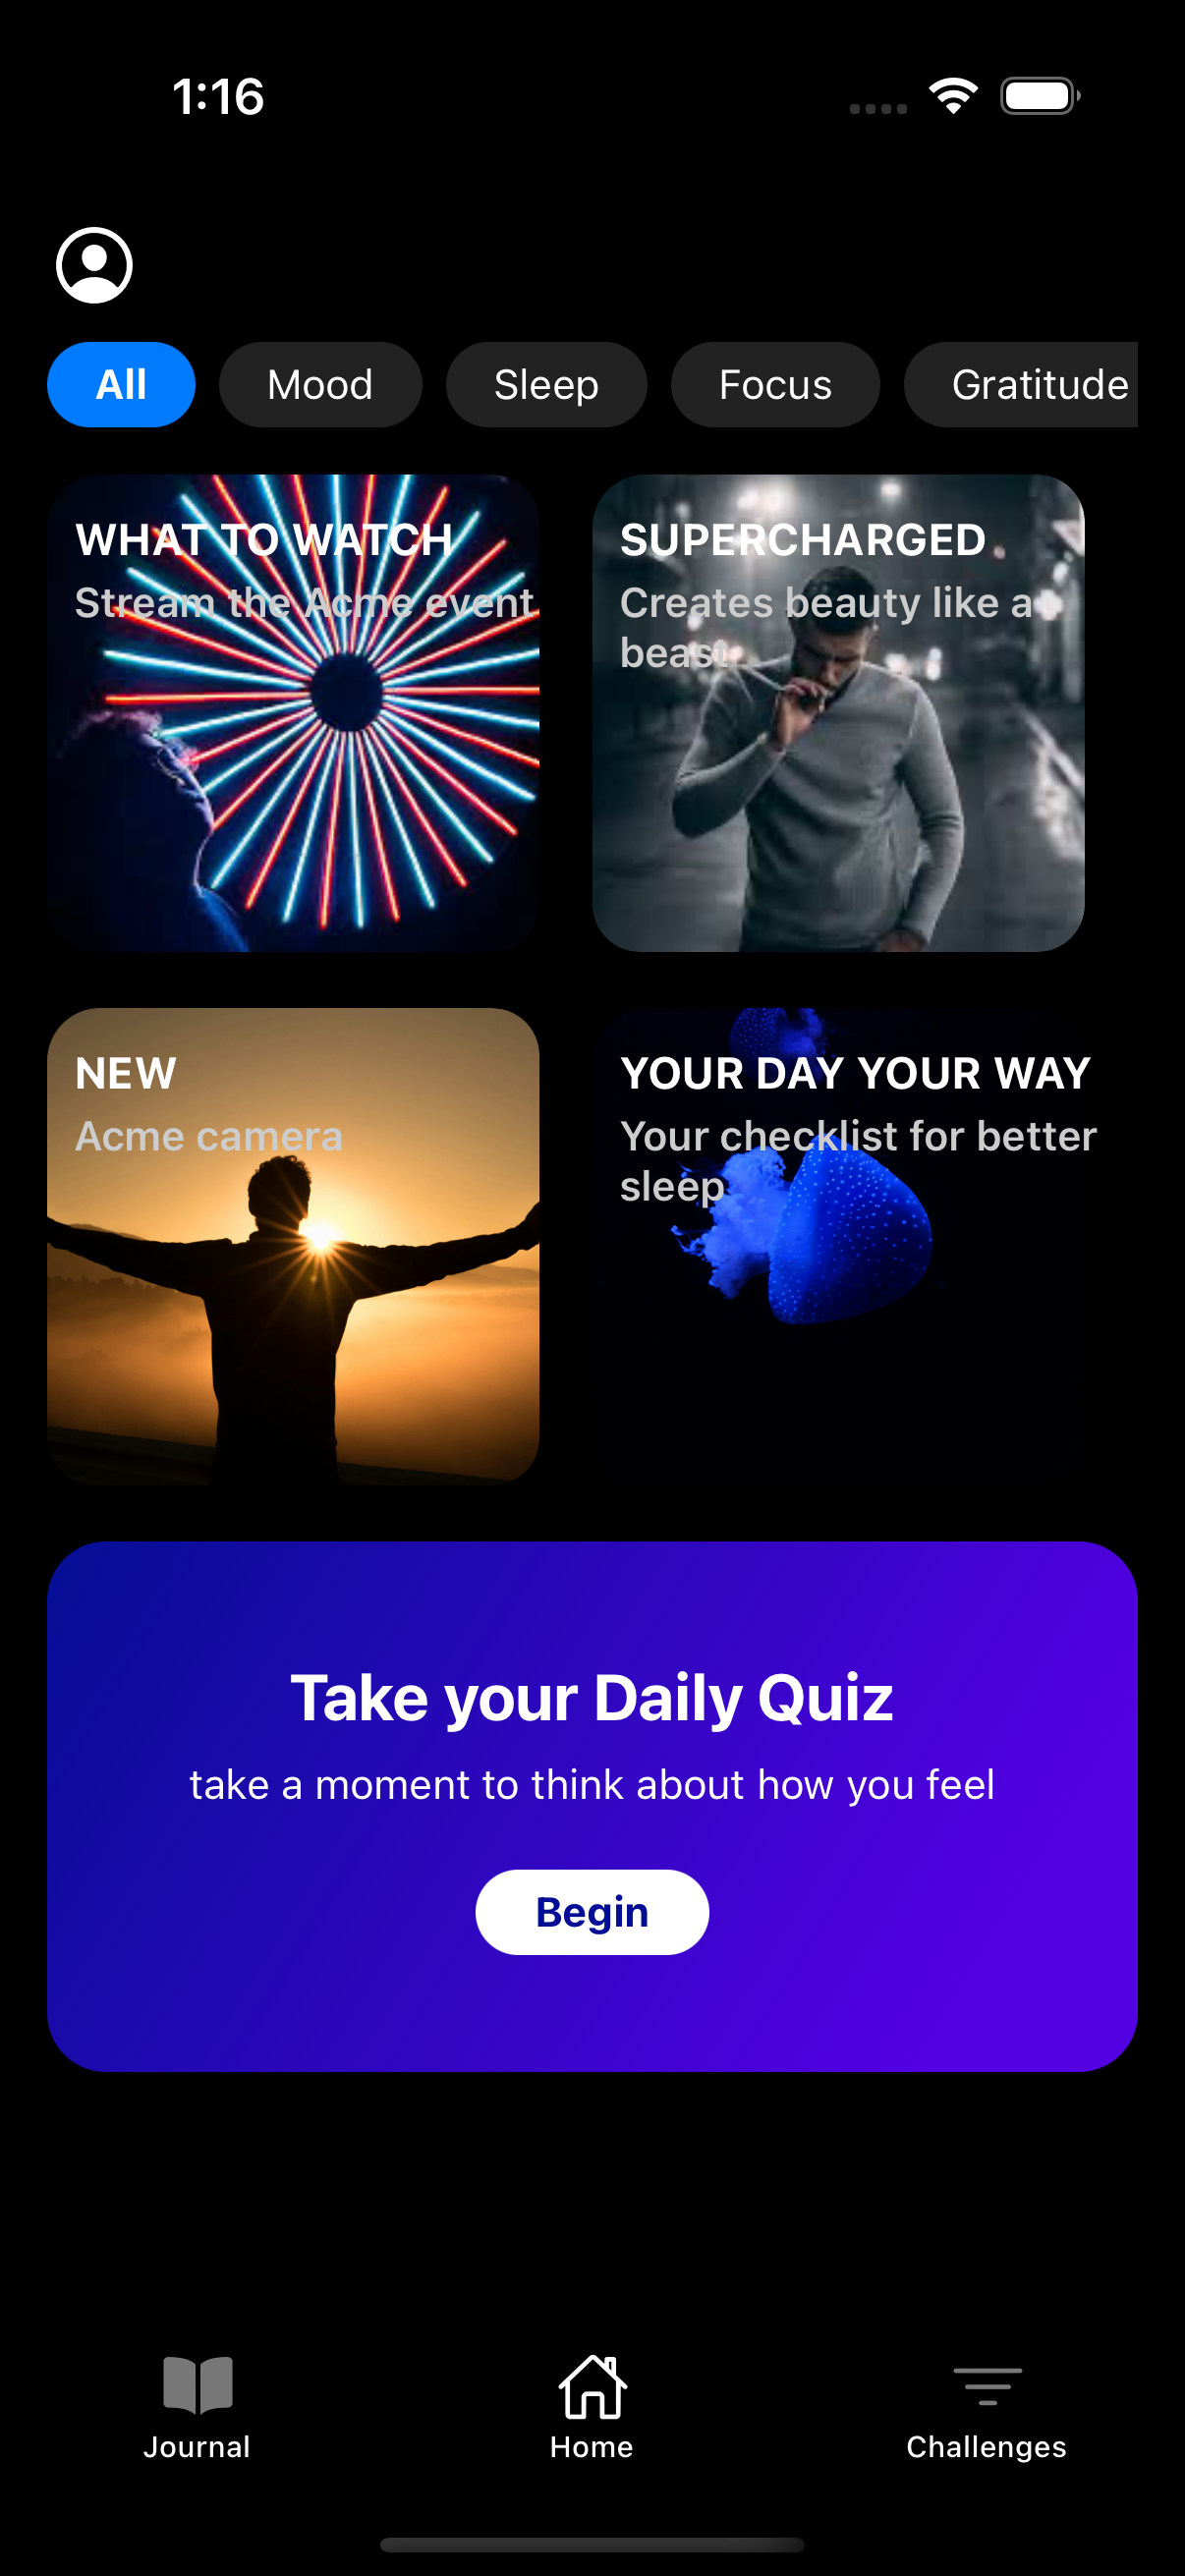 1:16
All Mood Sleep Focus Gratitude
WHAT TO WATCH
Stream the Acme event
SUPERCHARGED
Creates beauty like a
beast
NEW
Acme camera
YOUR DAY YOUR WAY
Your checklist for better
sleep
Take your Daily Quiz
take a moment to think about how you feel
Begin
Journal Home Challenges